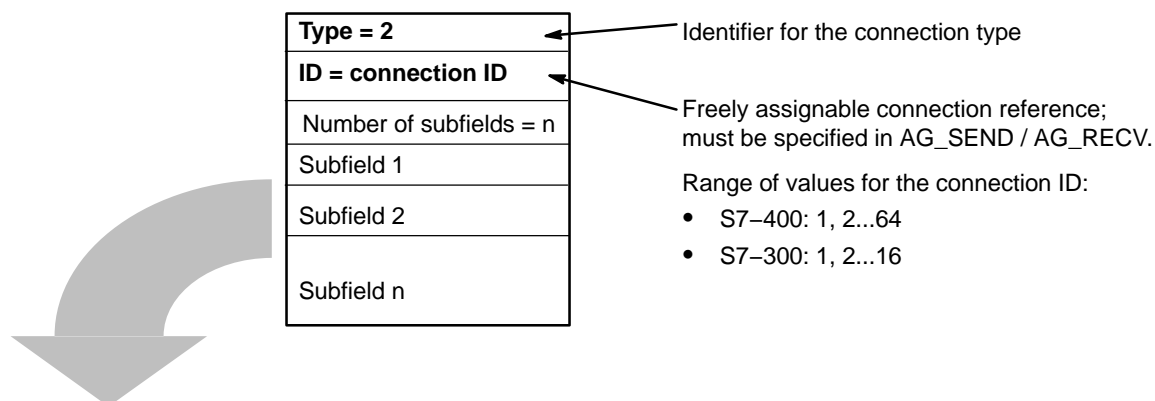 Type = 2
Identifier for the connection type
ID = connection ID
Freely assignable connection reference;
must be specified in AG_SEND / AG_RECV.
Number of subfields = n
Subfield 1
Subfield 2
Subfield n
Range of values for the connection ID:
• S7−400: 1, 2...64
• S7−300: 1, 2...16